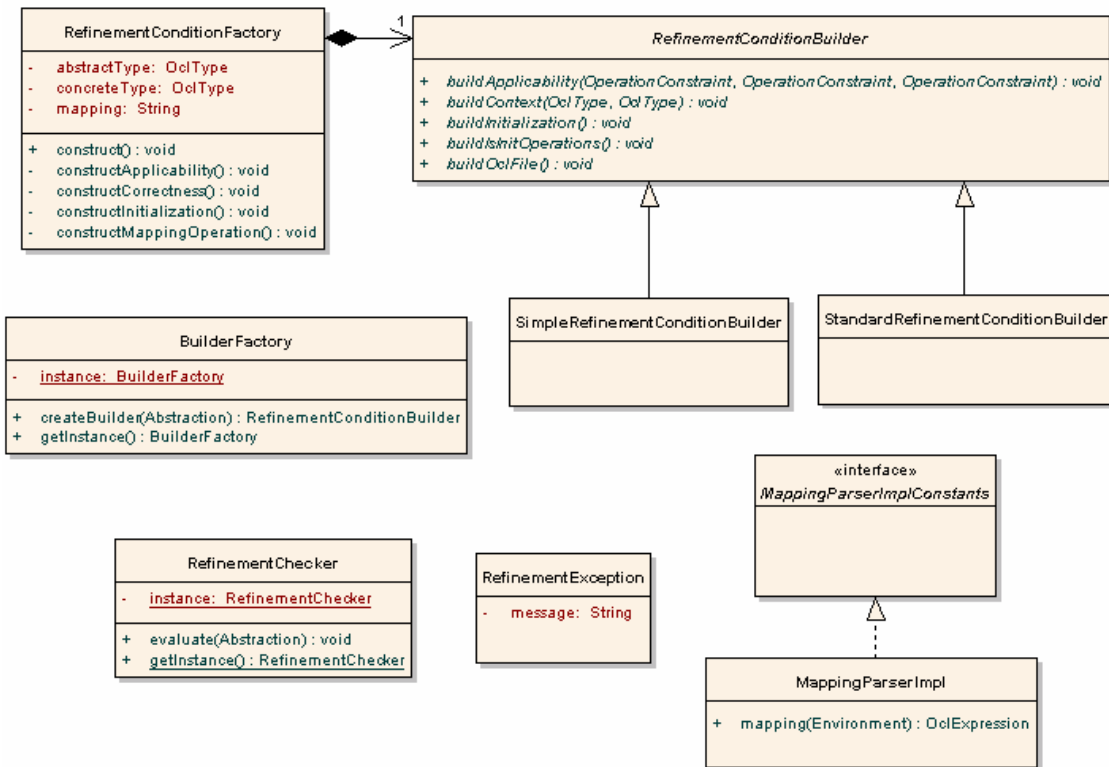 RefinementConditionFactory
- abstractType: OclType
- concreteType: OclType
- mapping: String
+ construct() : void
- constructApplicability() : void
- constructCorrectness() : void
- constructInitialization() : void
- constructMappingOperation() : void
1
RefinementConditionBuilder
+ buildApplicability(OperationConstraint, OperationConstraint, OperationConstraint) : void
+ buildContext(OclType, OclType) : void
+ buildInitialization() : void
+ buildIsInitOperations() : void
+ buildOclFile() : void
SimpleRefinementConditionBuilder
StandardRefinementConditionBuilder
BuilderFactory
- instance: BuilderFactory
+ createBuilder(Abstraction) : RefinementConditionBuilder
+ getInstance() : BuilderFactory
«interface»
MappingParserImplConstants
RefinementChecker
- instance: RefinementChecker
+ evaluate(Abstraction) : void
+ getInstance() : RefinementChecker
RefinementException
- message: String
MappingParserImpl
+ mapping(Environment) : OclExpression